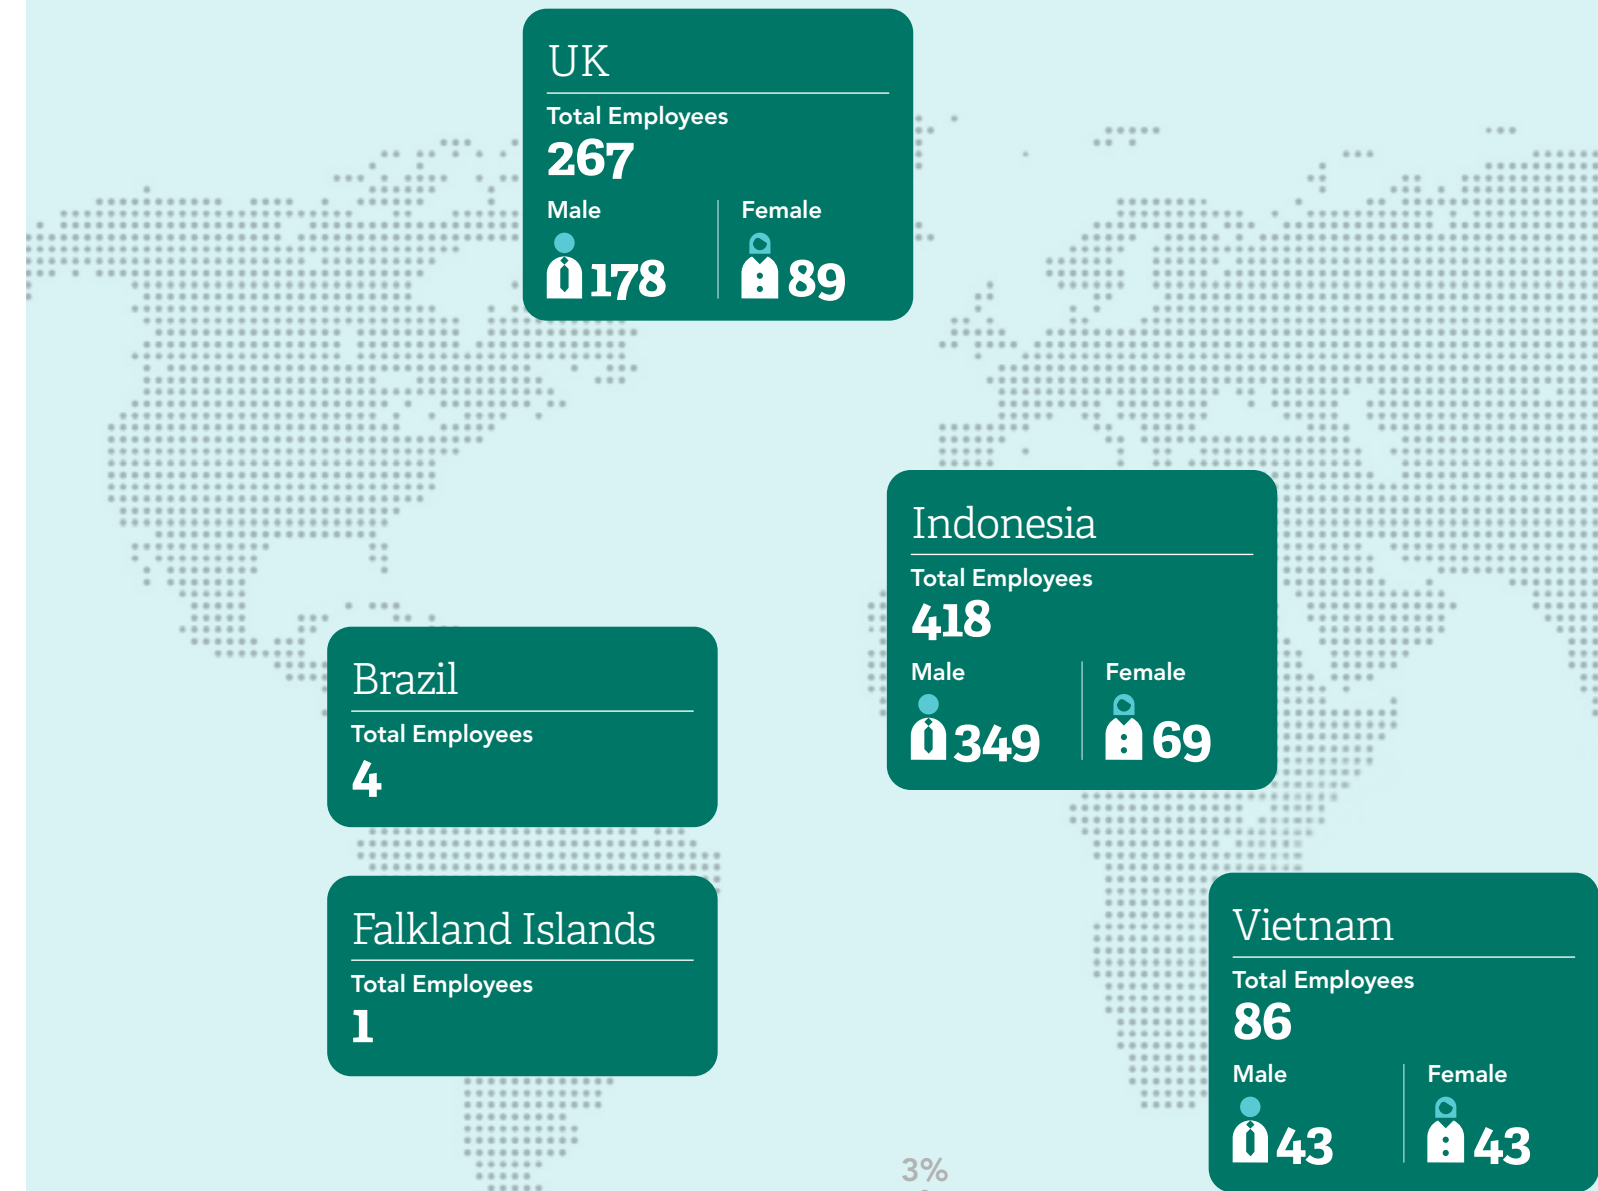 UK
Total Employees
267
Male Female
178 89
Indonesia
Total Employees
418
Male Female
349 69
Brazil
Total Employees
4
Falkland Islands
Total Employees
1
Vietnam
Total Employees
86
Male Female
43 43
3%